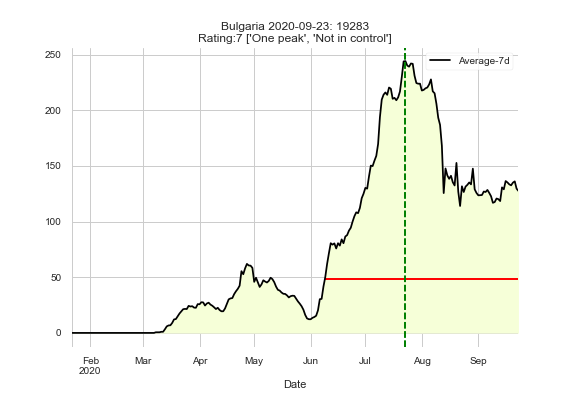 Bulgaria 2020-09-23: 19283
Rating:7 ['One peak', 'Not in control']
Average-7d
250
200
150
100
50
0
Feb
2020
Mar
Apr
May
Jun
Jul
Aug
Sep
Date